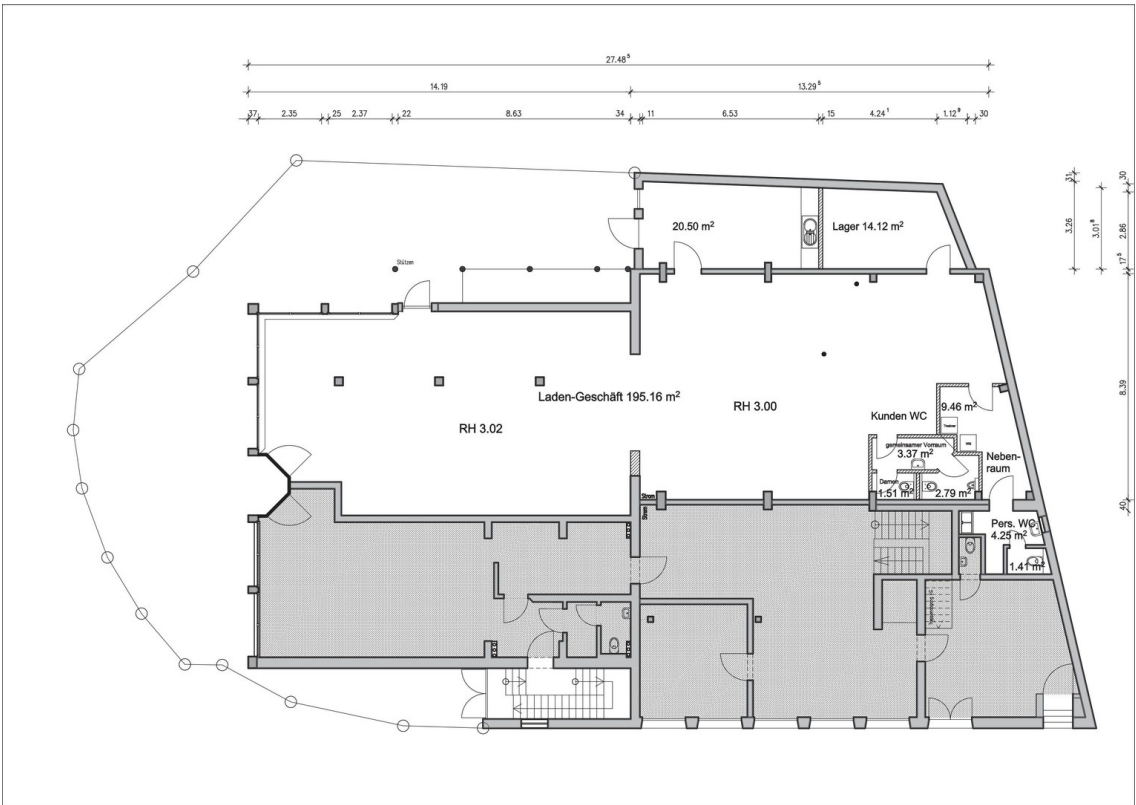 27.48⁵
14.19 13.29⁵
37 2.35 25 2.37 22 8.63 34 11 6.53 15 4.24¹ 1.12⁹ 30
31
3.26
3.01⁸
30
2.86
17⁵
8.39
40
20.50 m²
Lager 14.12 m²
Stützen
Laden-Geschäft 195.16 m²
RH 3.02
RH 3.00
Kunden WC
9.46 m²
gemeinsamer Vorraum
3.37 m²
Neben-
raum
Damen
1.51 m²
2.79 m²
Strom
Strom
Pers. WC
4.25 m²
1.41 m²